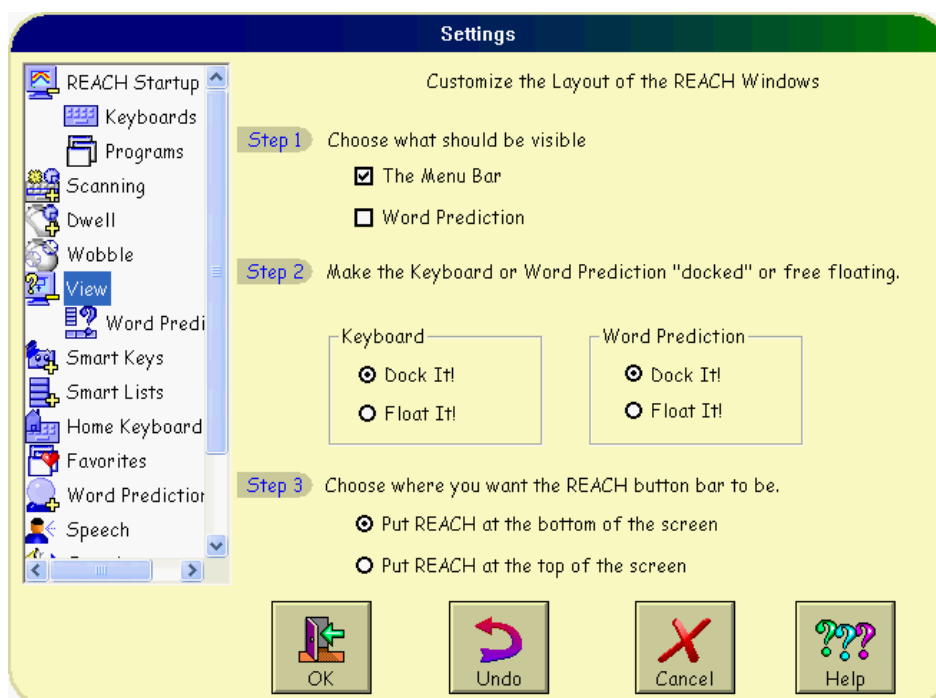 Settings
REACH Startup
Keyboards
Programs
Scanning
Dwell
Wobble
View
Word Predi
Smart Keys
Smart Lists
Home Keyboard
Favorites
Word Prediction
Speech
Customize the Layout of the REACH Windows
Step 1 Choose what should be visible
The Menu Bar
Word Prediction
Step 2 Make the Keyboard or Word Prediction "docked" or free floating.
Keyboard
Dock It!
Float It!
Word Prediction
Dock It!
Float It!
Step 3 Choose where you want the REACH button bar to be.
Put REACH at the bottom of the screen
Put REACH at the top of the screen
OK
Undo
Cancel
Help